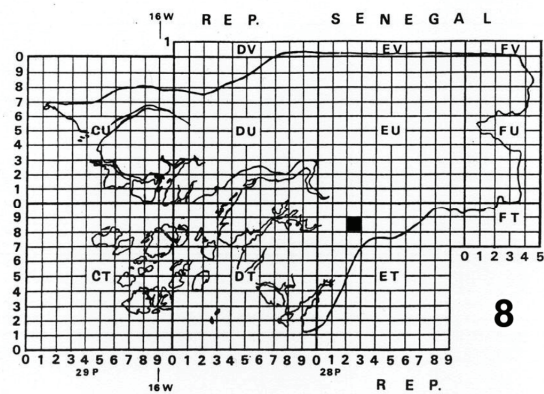 16 W R E P. S E N E G A L
1 DV EV FV
0
9
8
7
6
5 CU DU EU FU
4
3
2
1
0
9 FT
8
7 0 1 2 3 4 5
6
5 CT DT ET
4
3 8
2
1
0
0 1 2 3 4 5 6 7 8 9 0 1 2 3 4 5 6 7 8 9 0 1 2 3 4 5 6 7 8 9
29 P 28 P
16 W R E P.